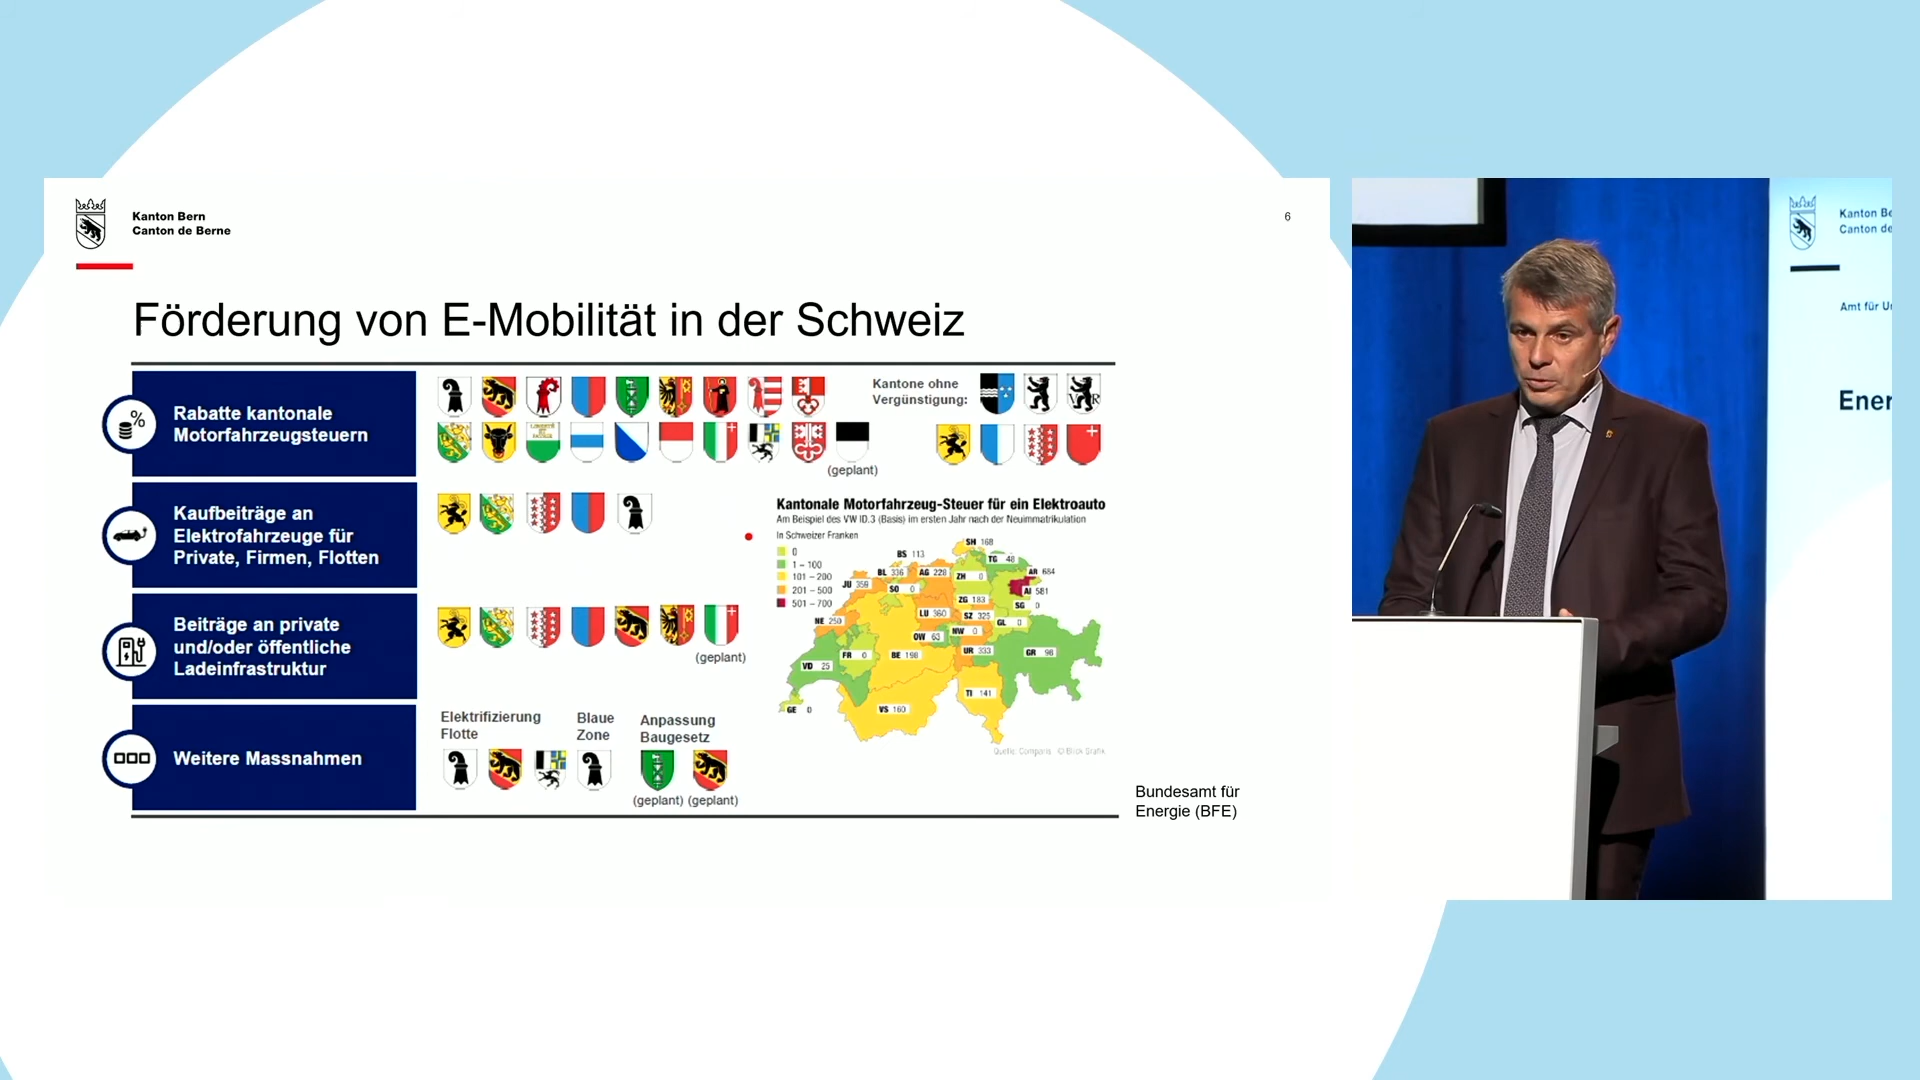 Kanton Bern
Canton de Berne
6
Förderung von E-Mobilität in der Schweiz
%
Rabatte kantonale
Motorfahrzeugsteuern
(geplant)
Kantone ohne
Vergünstigung:
Kaufbeiträge an
Elektrofahrzeuge für
Private, Firmen, Flotten
Beiträge an private
und/oder öffentliche
Ladeinfrastruktur
(geplant)
Weitere Massnahmen
Elektrifizierung
Flotte
Blaue
Zone
Anpassung
Baugesetz
(geplant) (geplant)
Kantonale Motorfahrzeug-Steuer für ein Elektroauto
Am Beispiel des VW ID.3 (Basis) im ersten Jahr nach der Neuimmatrikulation
In Schweizer Franken
0
1 – 100
101 – 200
201 – 500
501 – 700
SH 168
BS 113
TG 48
BL 336
AG 228
ZH 0
AR 684
JU 359
SO 0
AI 581
ZG 183
SG 0
LU 360
SZ 325
NE 250
GL 0
OW 63
NW 0
FR 0
BE 198
UR 333
GR 98
VD 25
TI 141
GE 0
VS 160
Quelle: Comparis © Blick Grafik
Bundesamt für
Energie (BFE)
Kanton Be
Canton de
Amt für U
Ener